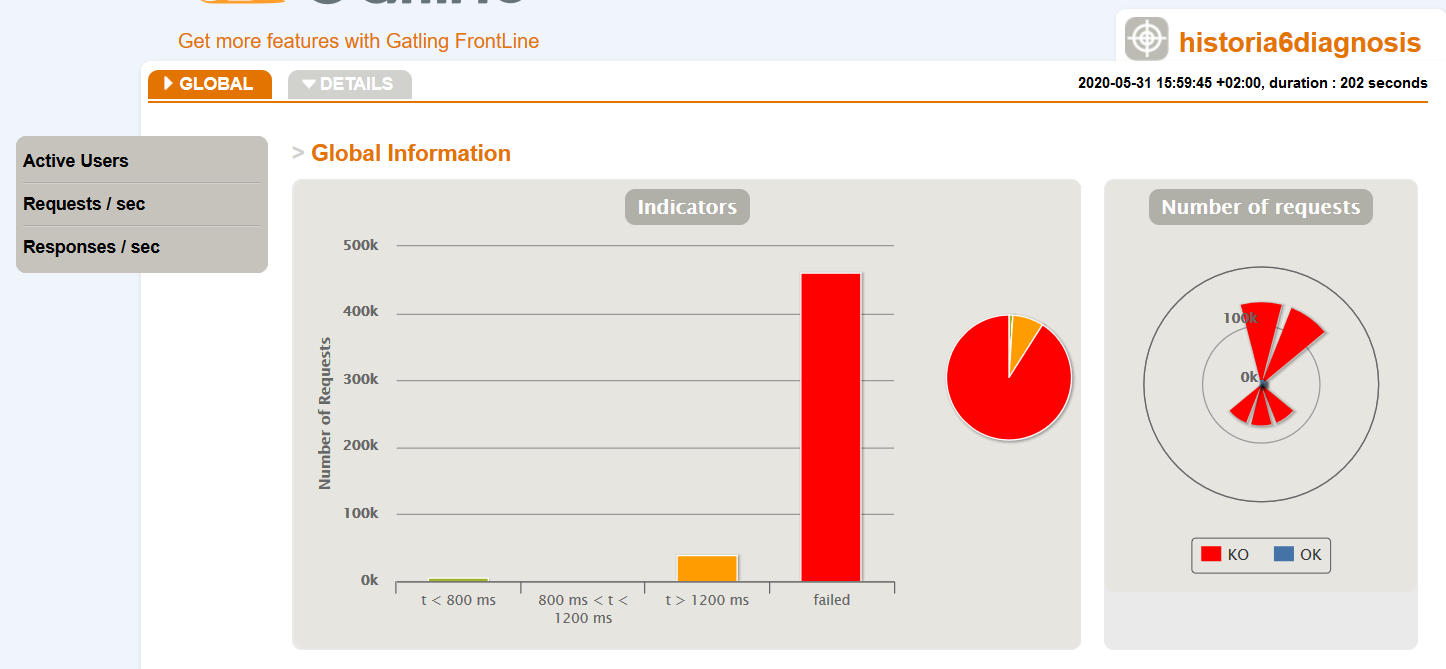 Get more features with Gatling FrontLine
historia6diagnosis
GLOBAL
DETAILS
2020-05-31 15:59:45 +02:00, duration : 202 seconds
Active Users
Requests / sec
Responses / sec
> Global Information
Indicators
500k
400k
300k
200k
100k
0k
Number of Requests
t < 800 ms
800 ms < t <
1200 ms
t > 1200 ms
failed
Number of requests
100k
0k
KO
OK